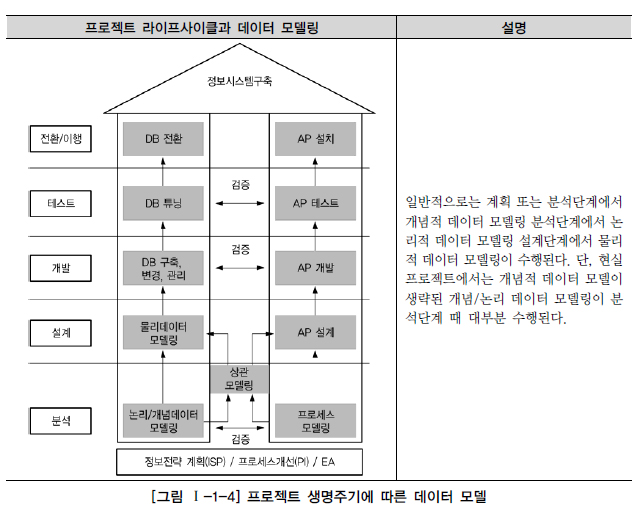 프로젝트 라이프사이클과 데이터 모델링
설명
정보시스템구축
전환/이행
DB 전환
AP 설치
테스트
DB 튜닝
검증
AP 테스트
개발
DB 구축,
변경, 관리
검증
AP 개발
설계
물리데이터
모델링
AP 설계
상관
모델링
분석
논리/개념데이터
모델링
검증
프로세스
모델링
정보전략 계획(ISP) / 프로세스개선(PI) / EA
일반적으로는 계획 또는 분석단계에서
개념적 데이터 모델링 분석단계에서 논
리적 데이터 모델링 설계단계에서 물리
적 데이터 모델링이 수행된다. 단, 현실
프로젝트에서는 개념적 데이터 모델이
생략된 개념/논리 데이터 모델링이 분
석단계 때 대부분 수행된다.
[그림 Ⅰ-1-4] 프로젝트 생명주기에 따른 데이터 모델